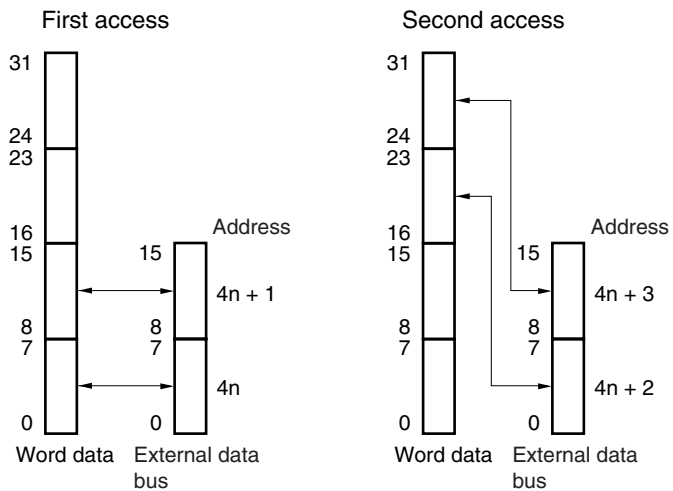 First access
31
24
23
16
15
8
7
0
Address
15
4n + 1
8
7
4n
0
Word data
External data
bus
Second access
31
24
23
16
15
8
7
0
Address
15
4n + 3
8
7
4n + 2
0
Word data
External data
bus